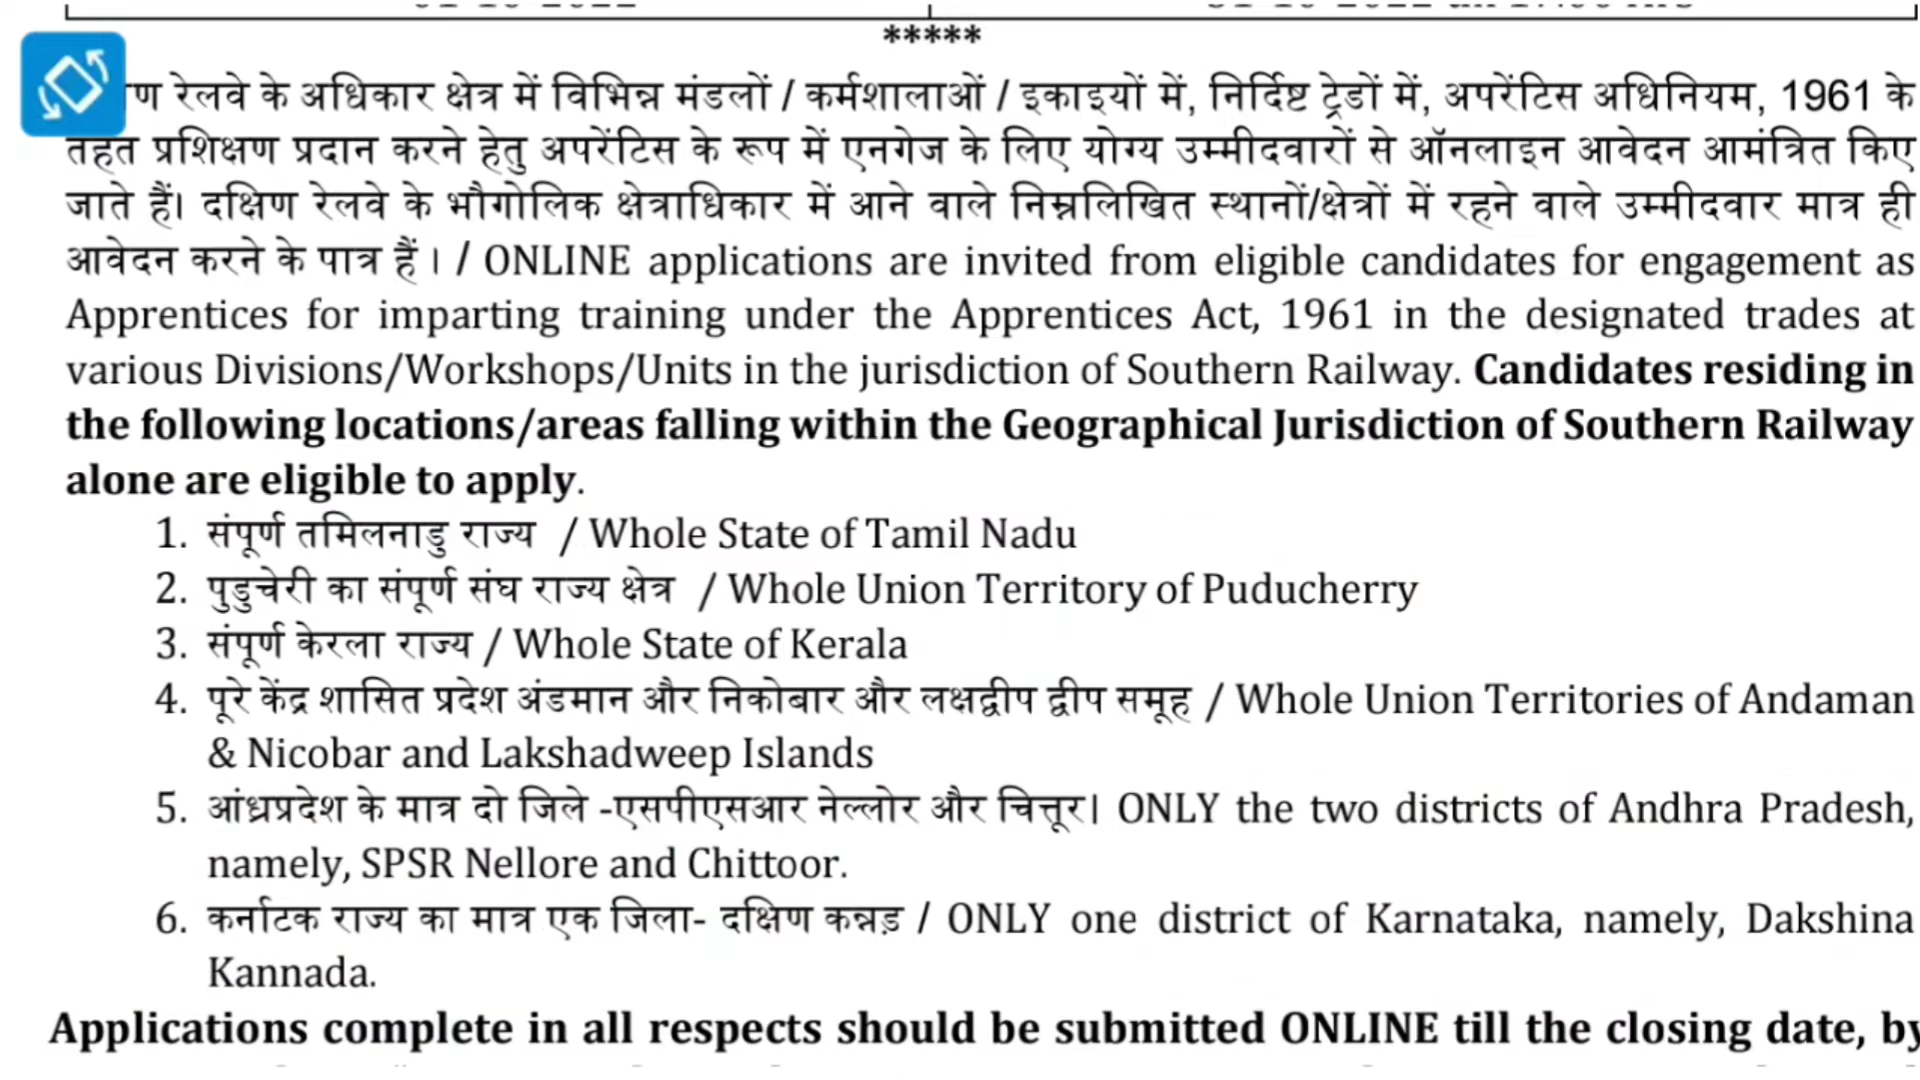 *****
ण रेलवे के अधिकार क्षेत्र में विभिन्न मंडलों / कर्मशालाओं / इकाइयों में, निर्दिष्ट ट्रेडों में, अपरेंटिस अधिनियम, 1961 के
तहत प्रशिक्षण प्रदान करने हेतु अपरेंटिस के रूप में एनगेज के लिए योग्य उम्मीदवारों से ऑनलाइन आवेदन आमंत्रित किए
जाते हैं। दक्षिण रेलवे के भौगोलिक क्षेत्राधिकार में आने वाले निम्नलिखित स्थानों/क्षेत्रों में रहने वाले उम्मीदवार मात्र ही
आवेदन करने के पात्र हैं । / ONLINE applications are invited from eligible candidates for engagement as
Apprentices for imparting training under the Apprentices Act, 1961 in the designated trades at
various Divisions/Workshops/Units in the jurisdiction of Southern Railway. Candidates residing in
the following locations/areas falling within the Geographical Jurisdiction of Southern Railway
alone are eligible to apply.
1. संपूर्ण तमिलनाडु राज्य / Whole State of Tamil Nadu
2. पुडुचेरी का संपूर्ण संघ राज्य क्षेत्र / Whole Union Territory of Puducherry
3. संपूर्ण केरला राज्य / Whole State of Kerala
4. पूरे केंद्र शासित प्रदेश अंडमान और निकोबार और लक्षद्वीप द्वीप समूह / Whole Union Territories of Andaman
& Nicobar and Lakshadweep Islands
5. आंध्रप्रदेश के मात्र दो जिले -एसपीएसआर नेल्लोर और चित्तूर। ONLY the two districts of Andhra Pradesh,
namely, SPSR Nellore and Chittoor.
6. कर्नाटक राज्य का मात्र एक जिला- दक्षिण कन्नड़ / ONLY one district of Karnataka, namely, Dakshina
Kannada.
Applications complete in all respects should be submitted ONLINE till the closing date, by